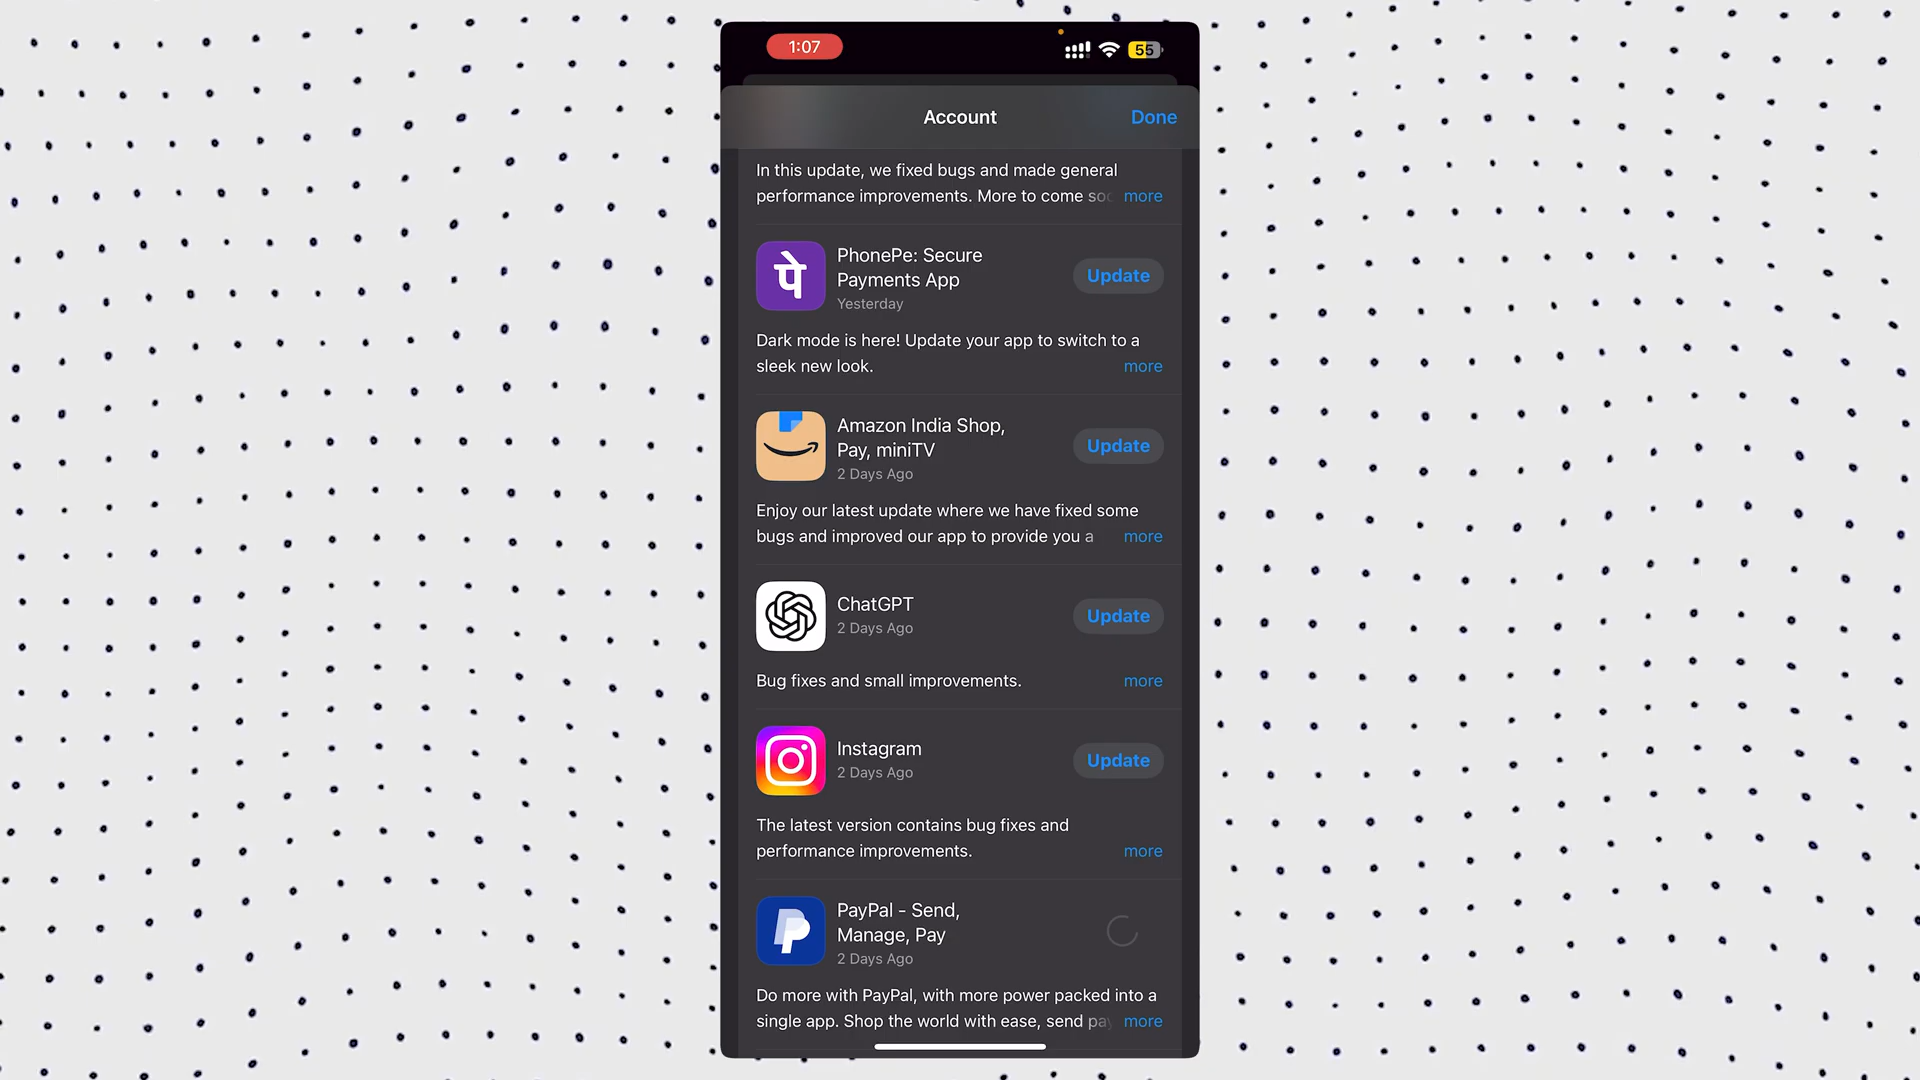 1:07
55
Account
Done
In this update, we fixed bugs and made general
performance improvements. More to come
more
पे
PhonePe: Secure
Payments App
Yesterday
Update
Dark mode is here! Update your app to switch to a
sleek new look.
more
Amazon India Shop,
Pay, miniTV
2 Days Ago
Update
Enjoy our latest update where we have fixed some
bugs and improved our app to provide you a
more
ChatGPT
2 Days Ago
Update
Bug fixes and small improvements.
more
Instagram
2 Days Ago
Update
The latest version contains bug fixes and
performance improvements.
more
PayPal - Send,
Manage, Pay
2 Days Ago
Do more with PayPal, with more power packed into a
single app. Shop the world with ease, send
more